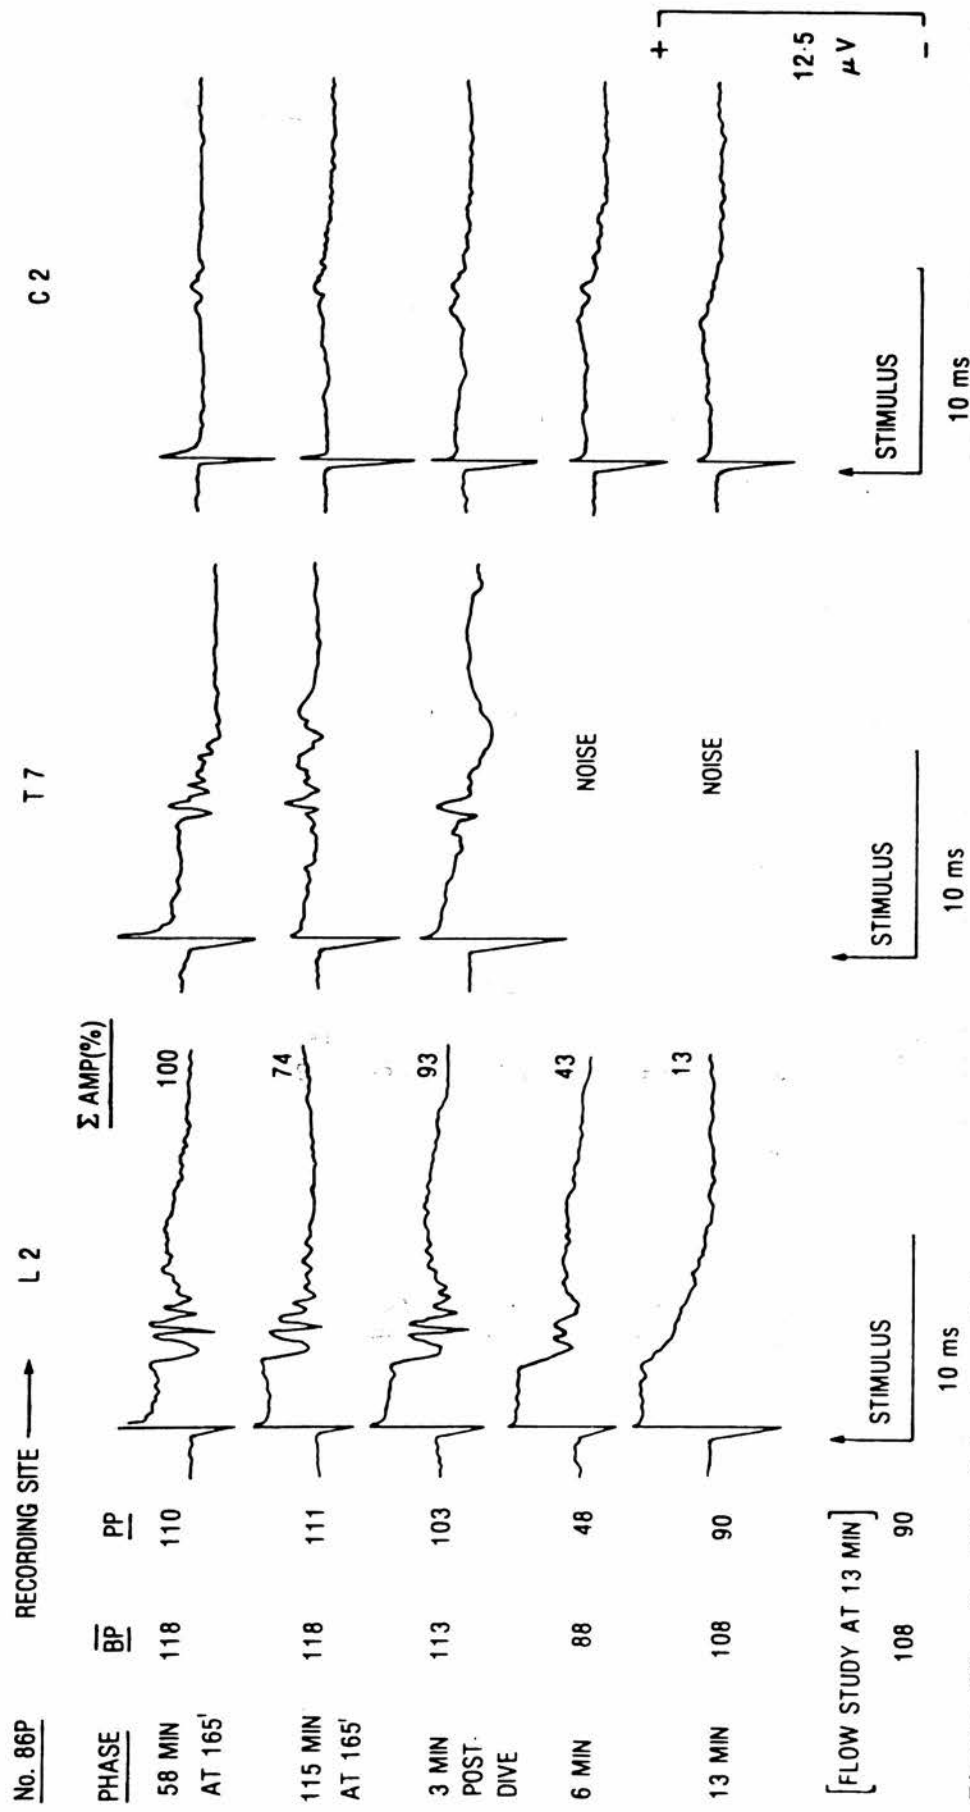 No. 86P RECORDING SITE L 2 T 7 C 2
PHASE BP PP Σ AMP(%)
58 MIN 118 110 100
AT 165'
115 MIN 118 111 74
AT 165'
3 MIN 113 103 93
POST-
DIVE
6 MIN 88 48 43 NOISE
13 MIN 108 90 13 NOISE
+
12·5
μV
-
STIMULUS STIMULUS STIMULUS
10 ms 10 ms 10 ms
[FLOW STUDY AT 13 MIN]
108 90